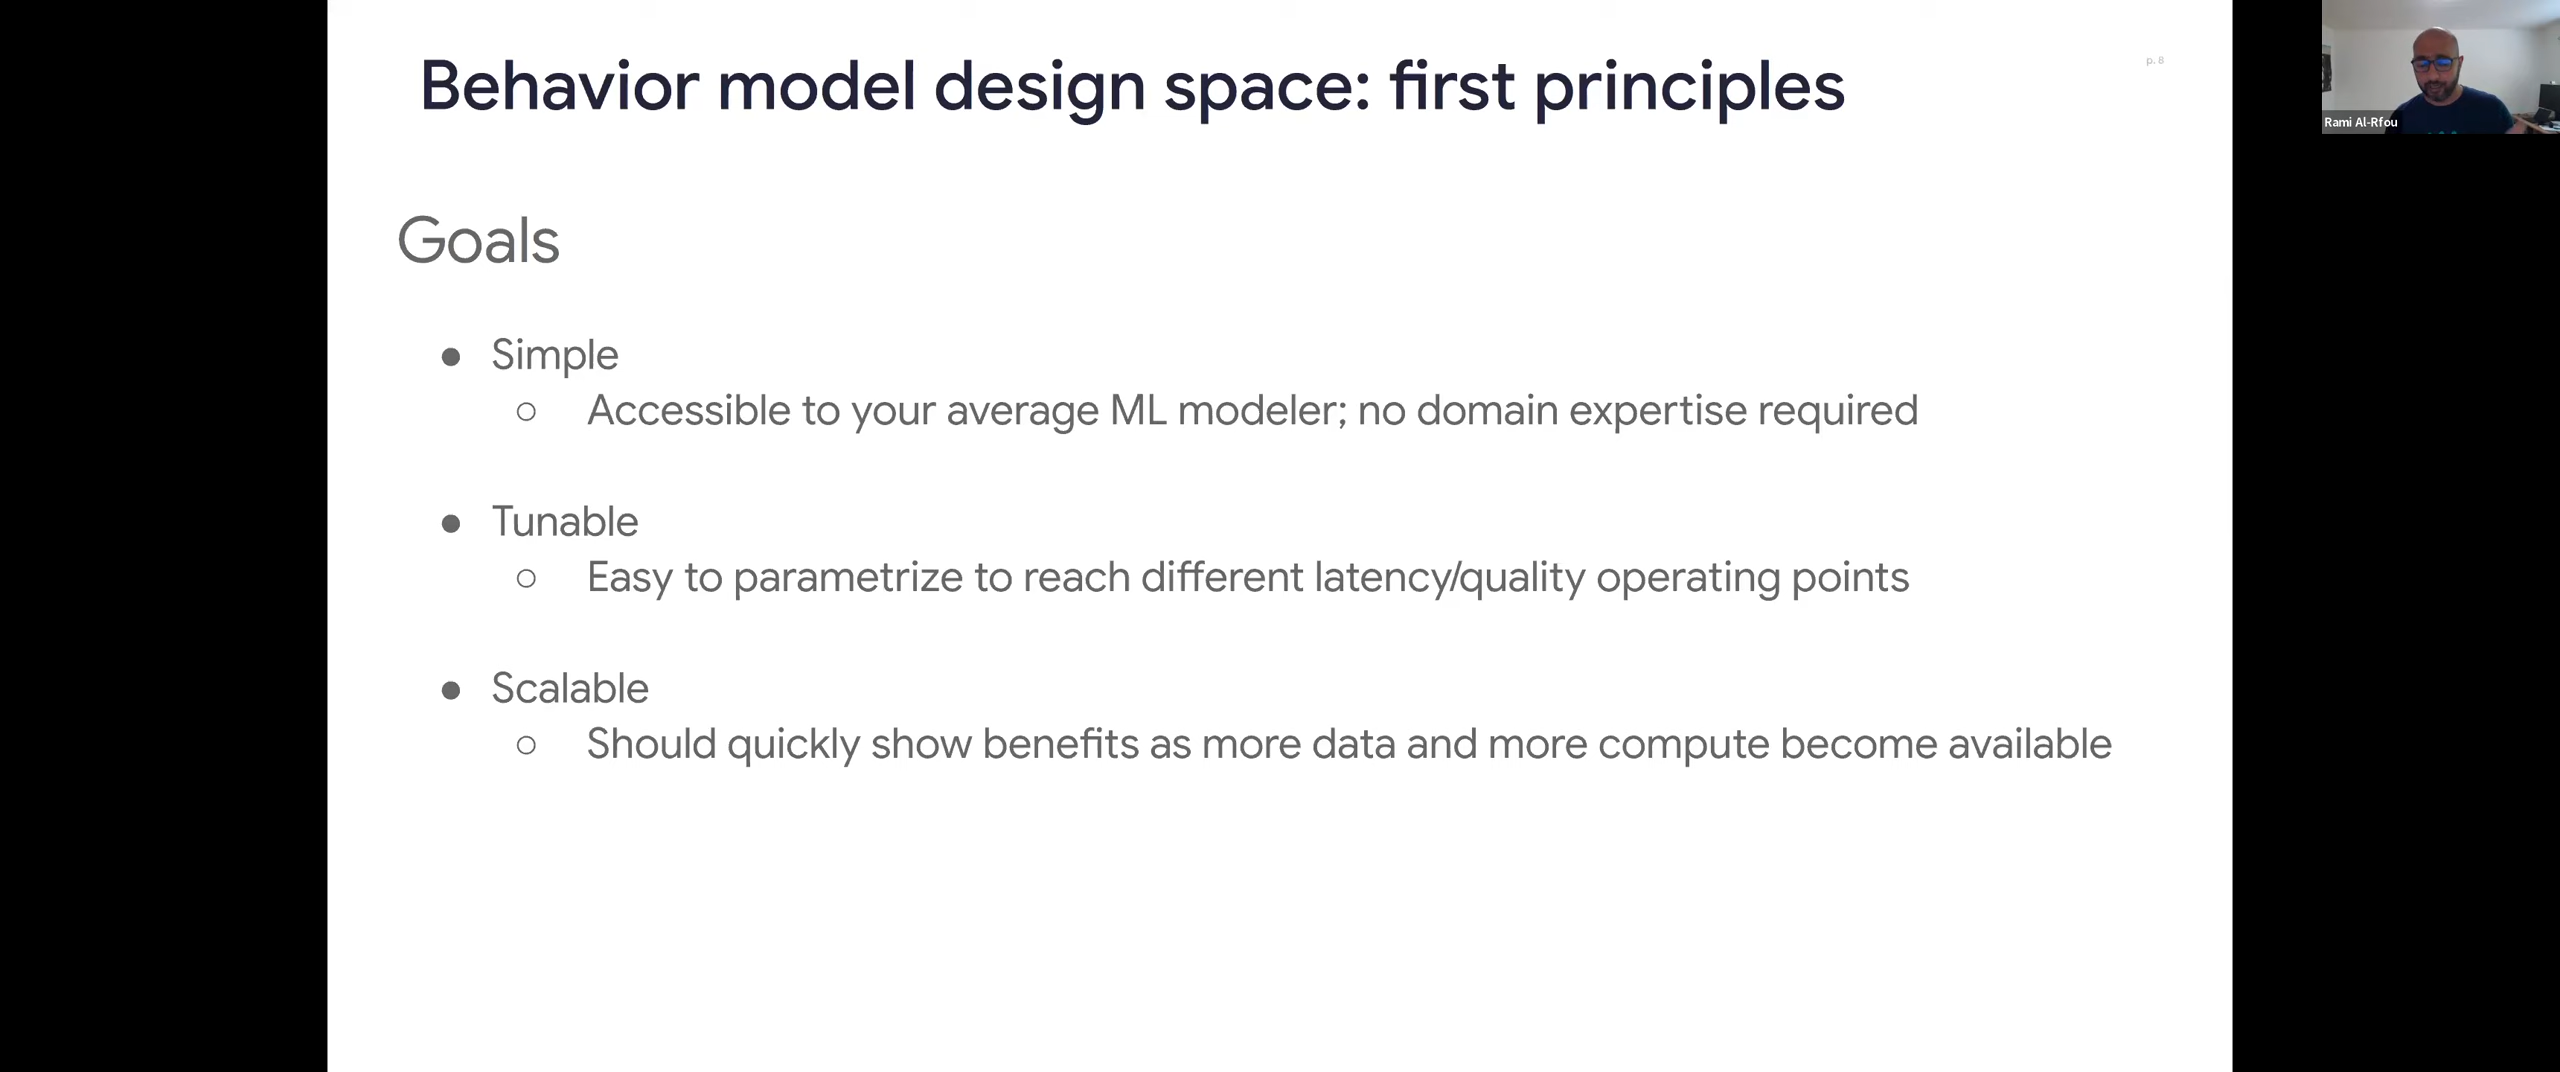 Behavior model design space: first principles
p. 8
Rami Al-Rfou
Goals
● Simple
○ Accessible to your average ML modeler; no domain expertise required
● Tunable
○ Easy to parametrize to reach different latency/quality operating points
● Scalable
○ Should quickly show benefits as more data and more compute become available